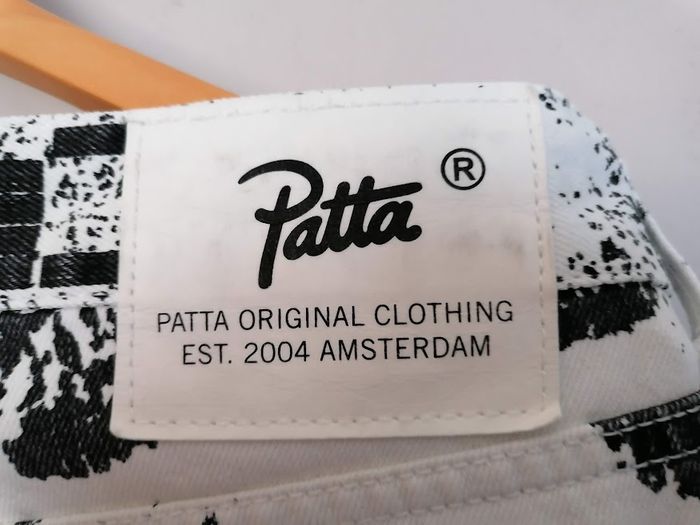 Patta ®
PATTA ORIGINAL CLOTHING
EST. 2004 AMSTERDAM